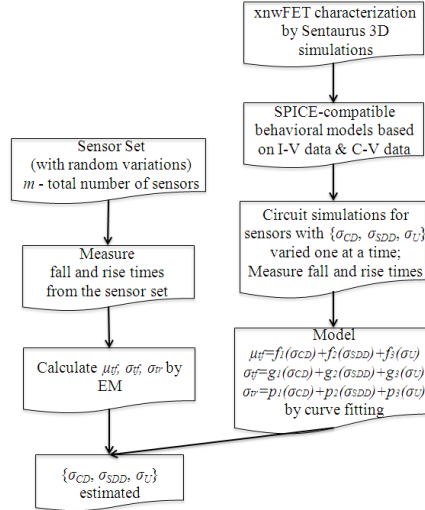 xnwFET characterization
by Sentaurus 3D
simulations
SPICE-compatible
behavioral models based
on I-V data & C-V data
Sensor Set
(with random variations)
m - total number of sensors
Circuit simulations for
sensors with {σCD, σSDD, σU}
varied one at a time;
Measure fall and rise times
Measure
fall and rise times
from the sensor set
Model
μtf=f1(σCD)+f2(σSDD)+f3(σU)
σtf=g1(σCD)+g2(σSDD)+g3(σU)
σtr=p1(σCD)+p2(σSDD)+p3(σU)
by curve fitting
Calculate μtf, σtf, σtr by
EM
{σCD, σSDD, σU}
estimated